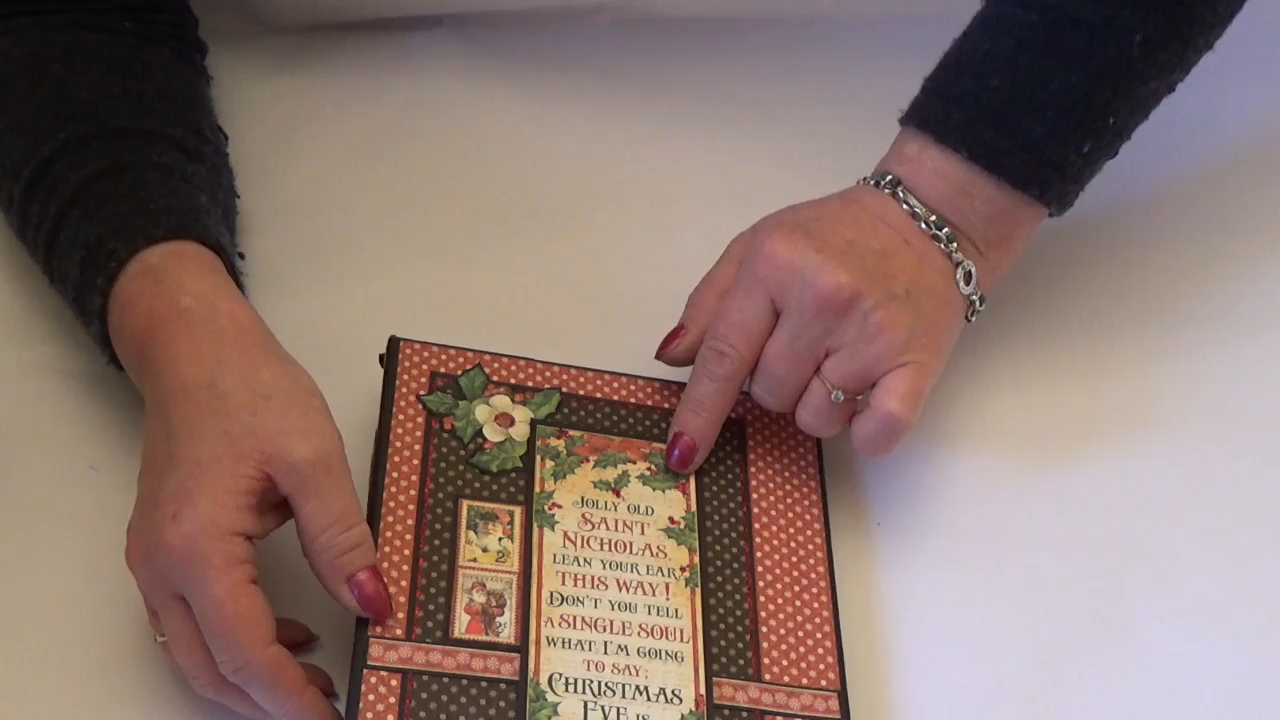 JOLLY OLD
SAINT
NICHOLAS,
LEAN YOUR EAR
THIS WAY!
DON'T YOU TELL
A SINGLE SOUL
WHAT I'M GOING
TO SAY;
CHRISTMAS
EVE IS